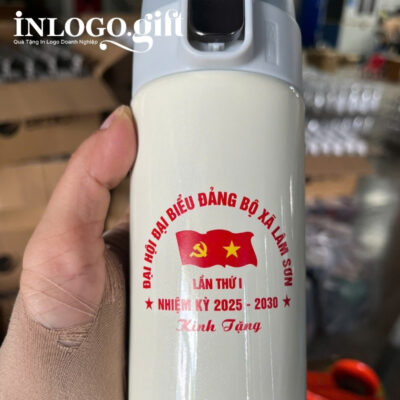 INLOGO.gift
Quà Tặng In Logo Doanh Nghiệp
ĐẠI HỘI ĐẠI BIỂU ĐẢNG BỘ XÃ LÂM SƠN
LẦN THỨ I
★ NHIỆM KỲ 2025 - 2030 ★
Kính Tặng